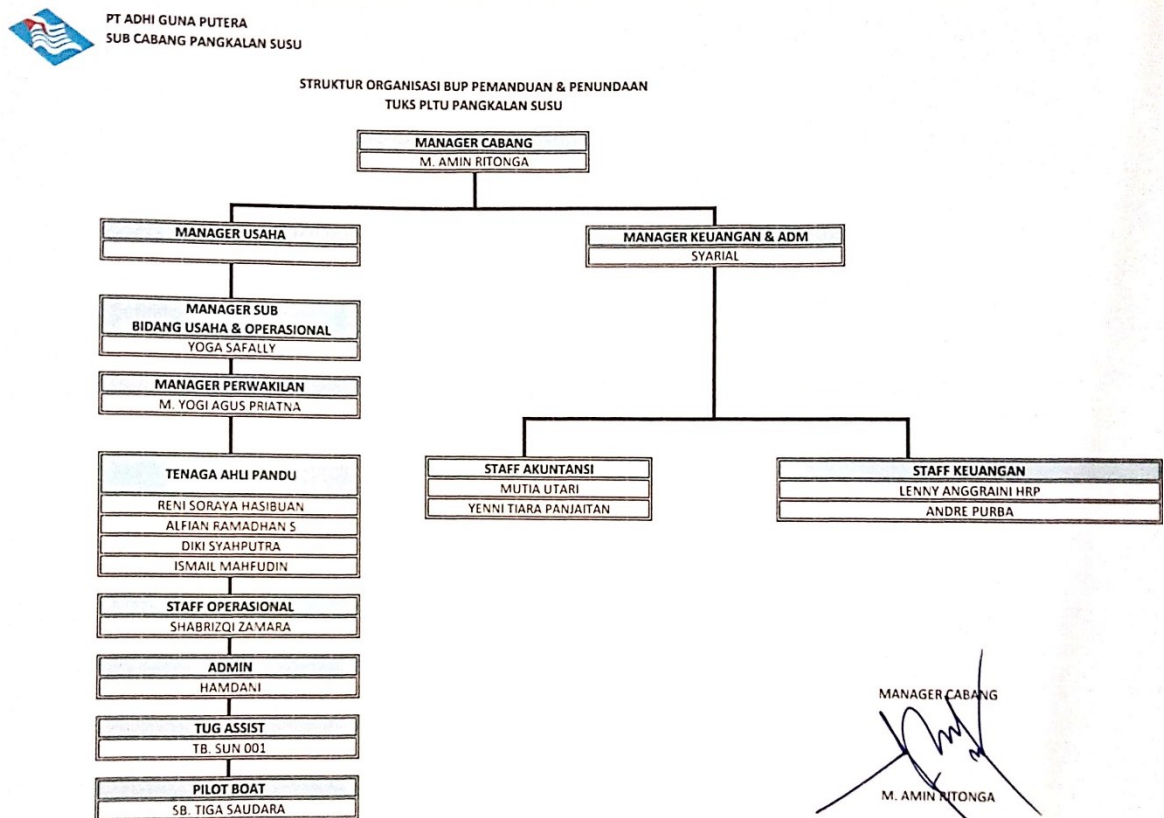 PT ADHI GUNA PUTERA
SUB CABANG PANGKALAN SUSU
STRUKTUR ORGANISASI BUP PEMANDUAN & PENUNDAAN
TUKS PLTU PANGKALAN SUSU
MANAGER CABANG
M. AMIN RITONGA
MANAGER USAHA
MANAGER KEUANGAN & ADM
SYARIAL
MANAGER SUB
BIDANG USAHA & OPERASIONAL
YOGA SAFALLY
MANAGER PERWAKILAN
M. YOGI AGUS PRIATNA
TENAGA AHLI PANDU
RENI SORAYA HASIBUAN
ALFIAN RAMADHAN S
DIKI SYAHPUTRA
ISMAIL MAHFUDIN
STAFF AKUNTANSI
MUTIA UTARI
YENNI TIARA PANJAITAN
STAFF KEUANGAN
LENNY ANGGRAINI HRP
ANDRE PURBA
STAFF OPERASIONAL
SHABRIZQI ZAMARA
ADMIN
HAMDANI
TUG ASSIST
TB. SUN 001
PILOT BOAT
SB. TIGA SAUDARA
MANAGER CABANG
M. AMIN RITONGA